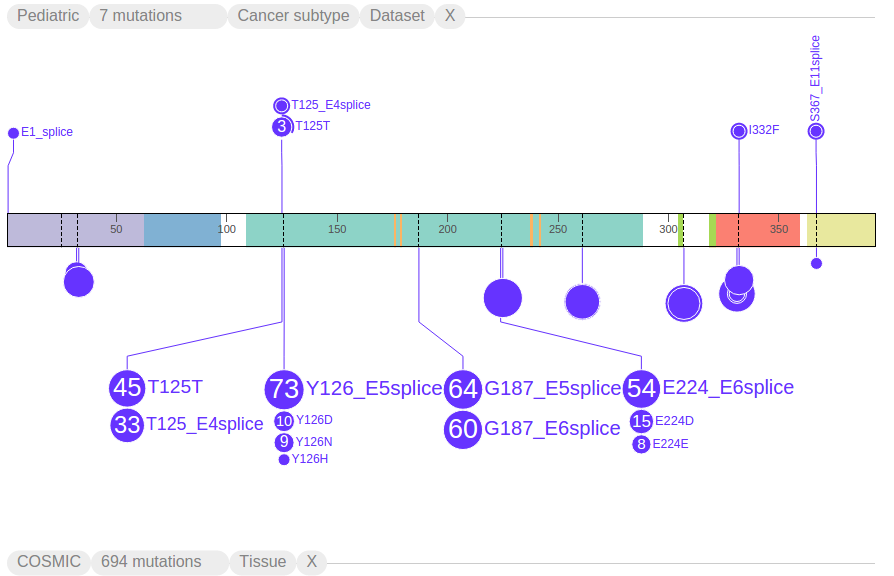 Pediatric 7 mutations Cancer subtype Dataset X
S367_E11splice
T125_E4splice
3 T125T
E1_splice
I332F
50 100 150 200 250 300 350
45 T125T
73 Y126_E5splice
64 G187_E5splice
54 E224_E6splice
33 T125_E4splice
10 Y126D
60 G187_E6splice
15 E224D
9 Y126N
8 E224E
Y126H
COSMIC 694 mutations Tissue X